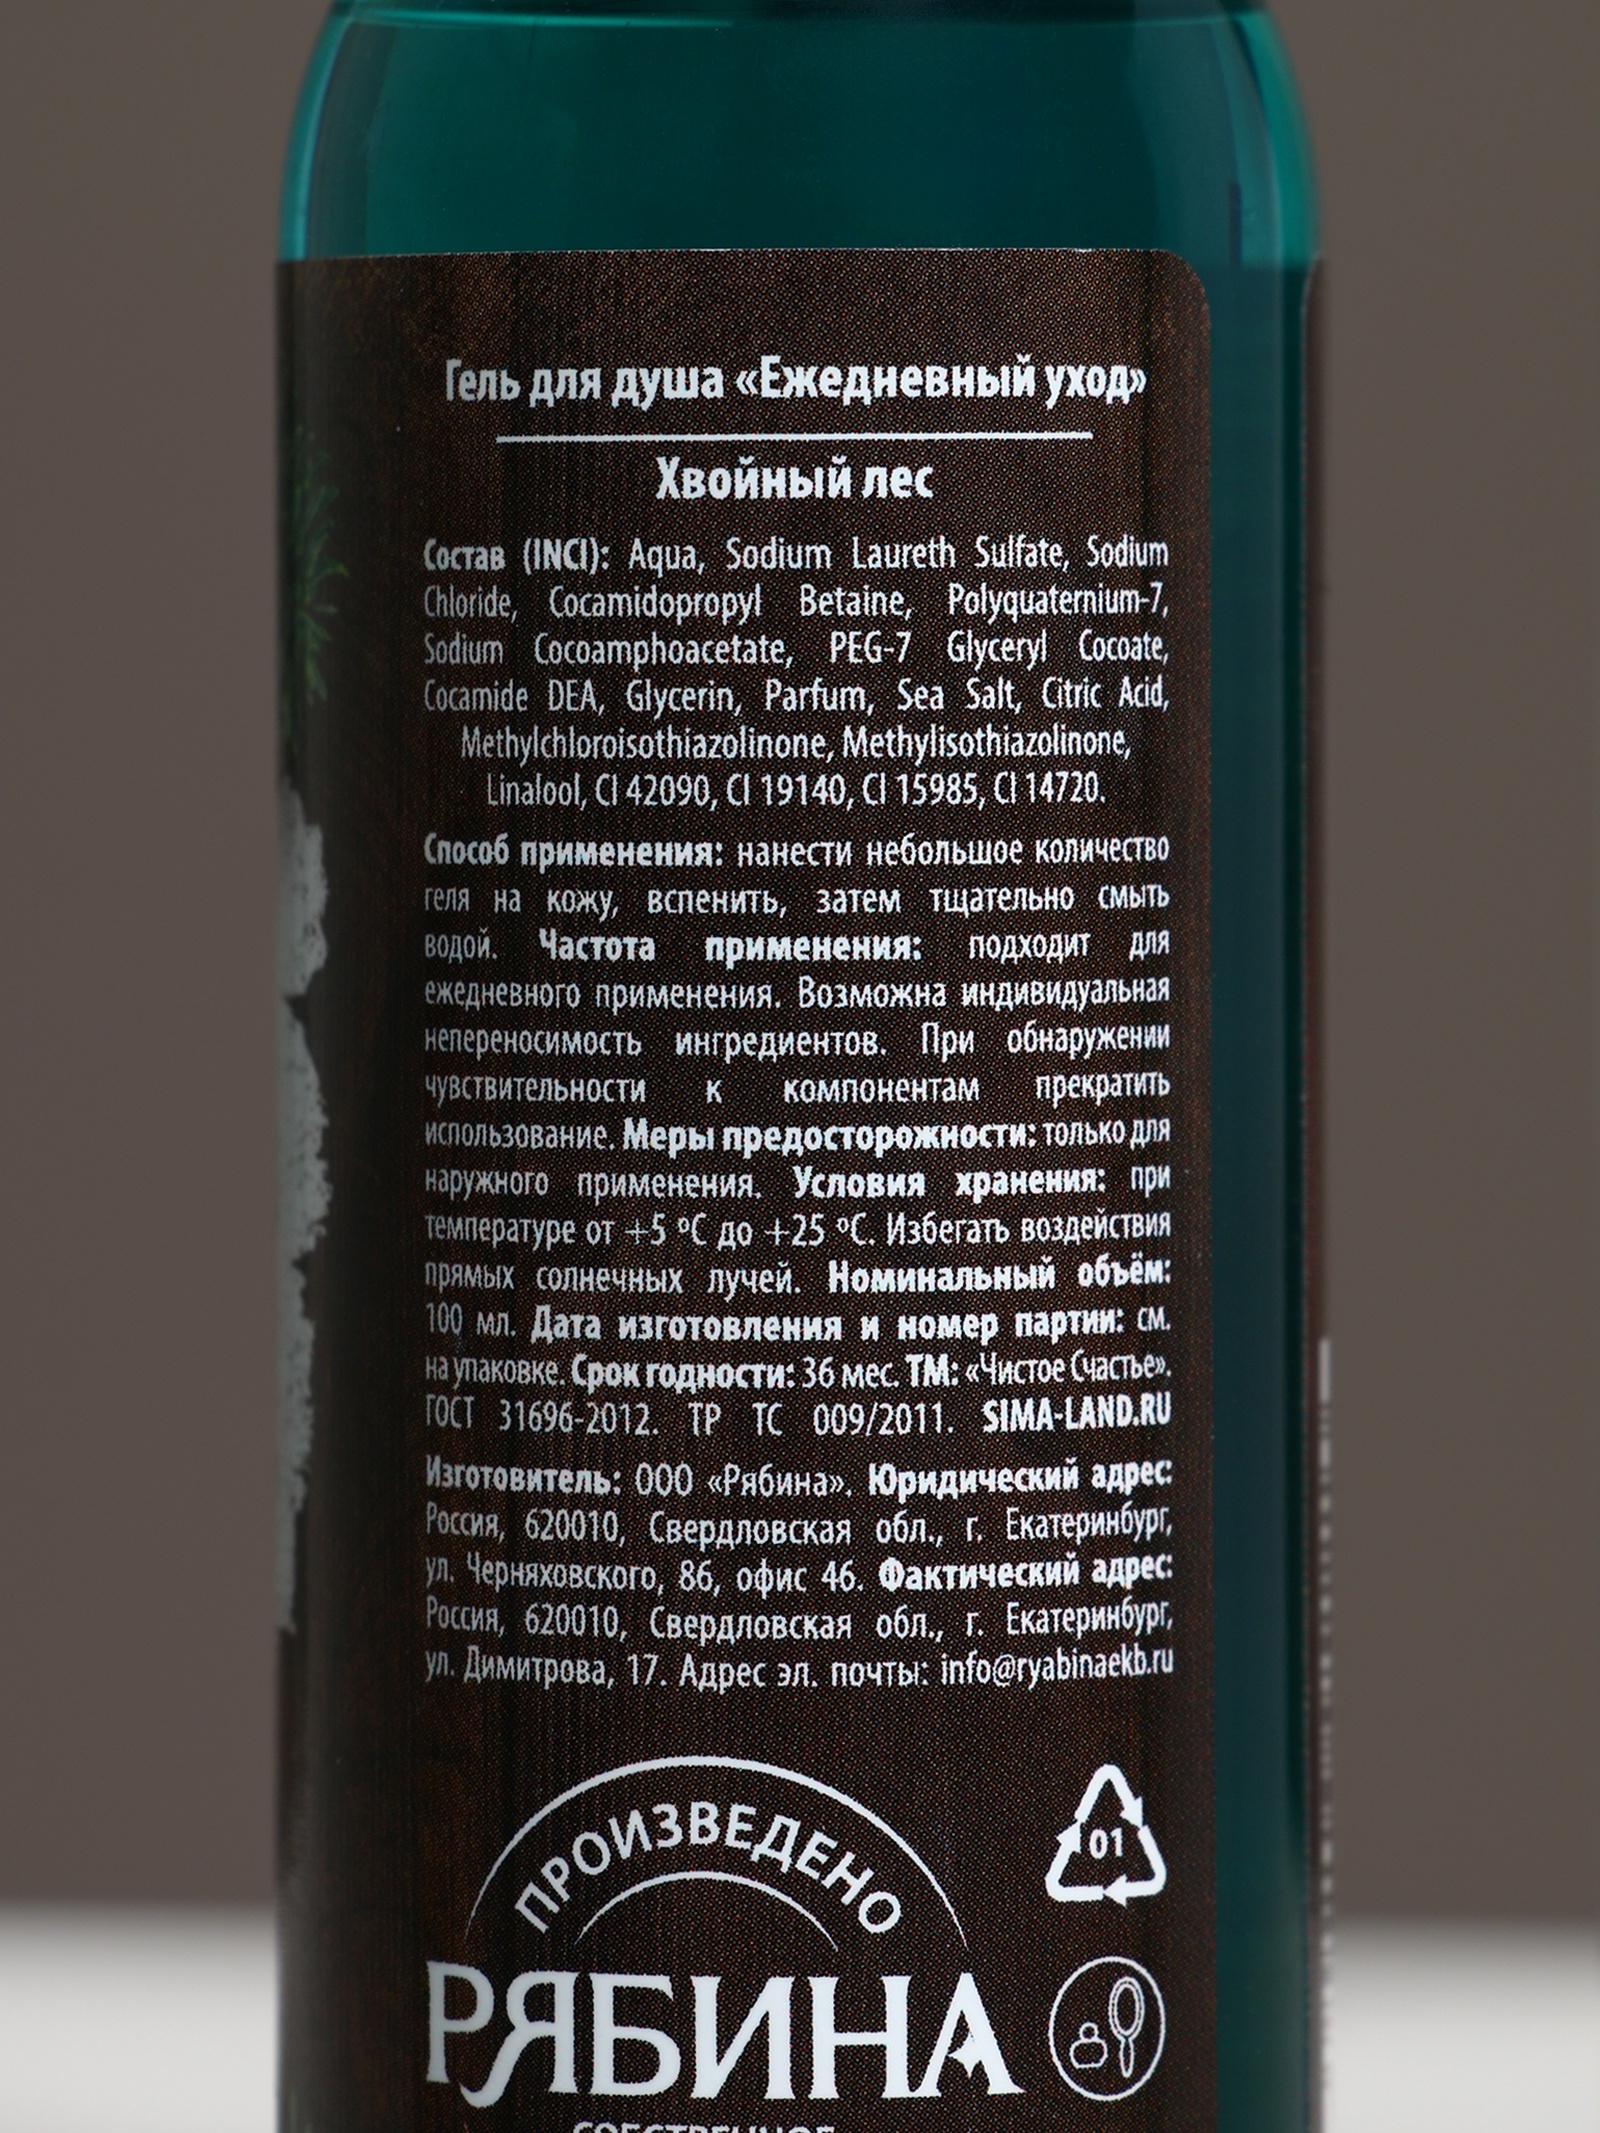 Гель для душа «Ежедневный уход»
Хвойный лес
Состав (INCI): Aqua, Sodium Laureth Sulfate, Sodium
Chloride, Cocamidopropyl Betaine, Polyquaternium-7,
Sodium Cocoamphoacetate, PEG-7 Glyceryl Cocoate,
Cocamide DEA, Glycerin, Parfum, Sea Salt, Citric Acid,
Methylchloroisothiazolinone, Methylisothiazolinone,
Linalool, CI 42090, CI 19140, CI 15985, CI 14720.
Способ применения: нанести небольшое количество
геля на кожу, вспенить, затем тщательно смыть
водой. Частота применения: подходит для
ежедневного применения. Возможна индивидуальная
непереносимость ингредиентов. При обнаружении
чувствительности к компонентам прекратить
использование. Меры предосторожности: только для
наружного применения. Условия хранения: при
температуре от +5 °C до +25 °C. Избегать воздействия
прямых солнечных лучей. Номинальный объём:
100 мл. Дата изготовления и номер партии: см.
на упаковке. Срок годности: 36 мес. ТМ: «Чистое Счастье».
ГОСТ 31696-2012. ТР ТС 009/2011. SIMA-LAND.RU
Изготовитель: ООО «Рябина». Юридический адрес:
Россия, 620010, Свердловская обл., г. Екатеринбург,
ул. Черняховского, 86, офис 46. Фактический адрес:
Россия, 620010, Свердловская обл., г. Екатеринбург,
ул. Димитрова, 17. Адрес эл. почты: info@ryabinaekb.ru
ПРОИЗВЕДЕНО
01
РЯБИНА
СОБСТВЕННОЕ